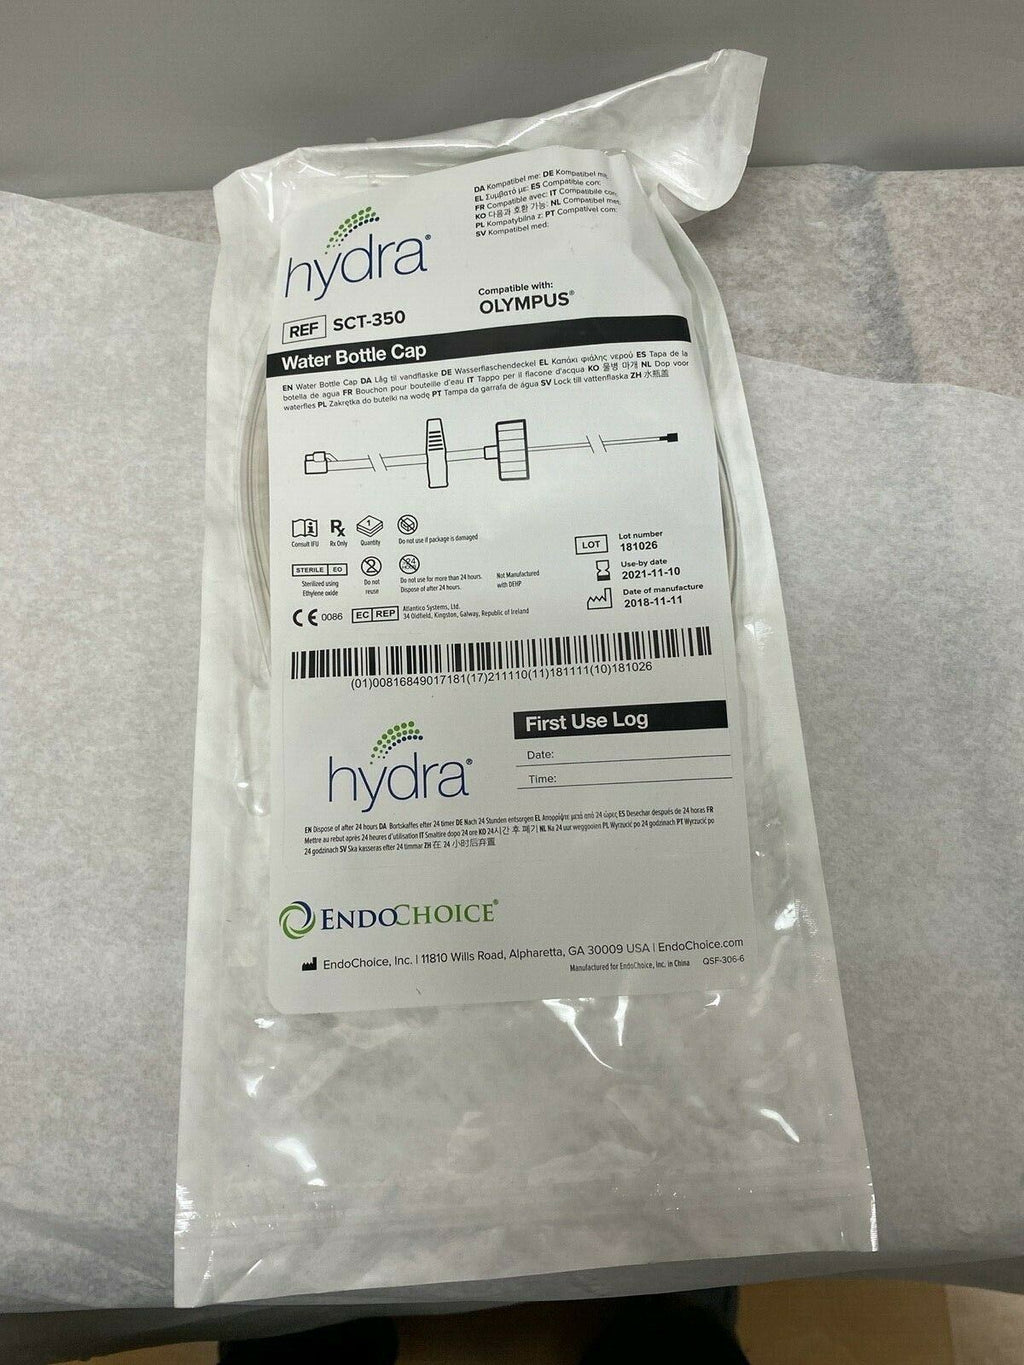 hydra®
DA Kompatibel me: DE Kompatibel mit:
EL Συμβατό με: ES Compatible con:
FR Compatible avec: IT Compatibile con:
KO 다음과 호환 가능: NL Compatibel met:
PL Kompatybilna z: PT Compatível com:
SV Kompatibel med:
Compatible with:
OLYMPUS®
REF SCT-350
Water Bottle Cap
EN Water Bottle Cap DA Låg til vandflaske DE Wasserflaschendeckel EL Καπάκι φιάλης νερού ES Tapa de la
botella de agua FR Bouchon pour bouteille d'eau IT Tappo per il flacone d'acqua KO 물병 마개 NL Dop voor
waterfles PL Zakrętka do butelki na wodę PT Tampa da garrafa de água SV Lock till vattenflaska ZH 水瓶盖
Rx
1
Consult IFU
Rx Only
Quantity
Do not use if package is damaged
STERILE EO
2
24
Sterilized using
Ethylene oxide
Do not
reuse
Do not use for more than 24 hours.
Dispose of after 24 hours.
Not Manufactured
with DEHP
LOT
Lot number
181026
Use-by date
2021-11-10
Date of manufacture
2018-11-11
CE 0086
EC REP
Atlantico Systems, Ltd.
34 Oldfield, Kingston, Galway, Republic of Ireland
(01)00816849017181(17)211110(11)181111(10)181026
hydra®
First Use Log
Date:
Time:
EN Dispose of after 24 hours DA Bortskaffes efter 24 timer DE Nach 24 Stunden entsorgen EL Απορρίψτε μετά από 24 ώρες ES Desechar después de 24 horas FR
Mettre au rebut après 24 heures d'utilisation IT Smaltire dopo 24 ore KO 24시간 후 폐기 NL Na 24 uur weggooien PL Wyrzucić po 24 godzinach PT Wyrzucić po
24 godzinach SV Ska kasseras efter 24 timmar ZH 在 24 小时后弃置
ENDOCHOICE®
EndoChoice, Inc. | 11810 Wills Road, Alpharetta, GA 30009 USA | EndoChoice.com
Manufactured for EndoChoice, Inc. in China QSF-306-6